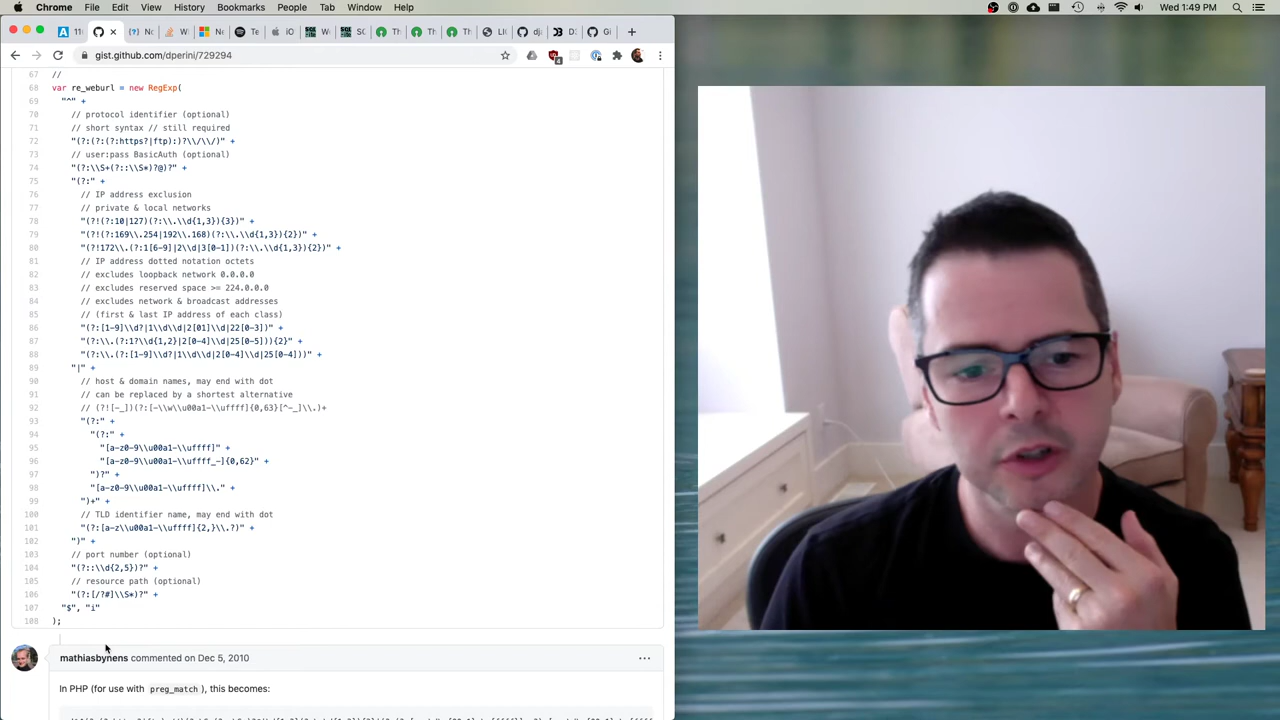 Chrome File Edit View History Bookmarks People Tab Window Help
Wed 1:49 PM
gist.github.com/dperini/729294
67 //
68 var re_weburl = new RegExp(
69 "^" +
70 // protocol identifier (optional)
71 // short syntax // still required
72 "(?:(?:(?:https?|ftp):)?\\/\\/)" +
73 // user:pass BasicAuth (optional)
74 "(?:\\S+(?::\\S*)?@)?" +
75 "(?:" +
76 // IP address exclusion
77 // private & local networks
78 "(?!(?:10|127)(?:\\.\\d{1,3}){3})" +
79 "(?!(?:169\\.254|192\\.168)(?:\\.\\d{1,3}){2})" +
80 "(?!172\\.(?:1[6-9]|2\\d|3[0-1])(?:\\.\\d{1,3}){2})" +
81 // IP address dotted notation octets
82 // excludes loopback network 0.0.0.0
83 // excludes reserved space >= 224.0.0.0
84 // excludes network & broadcast addresses
85 // (first & last IP address of each class)
86 "(?:[1-9]\\d?|1\\d\\d|2[01]\\d|22[0-3])" +
87 "(?:\\.(?:1?\\d{1,2}|2[0-4]\\d|25[0-5])){2}" +
88 "(?:\\.(?:[1-9]\\d?|1\\d\\d|2[0-4]\\d|25[0-4]))" +
89 "|" +
90 // host & domain names, may end with dot
91 // can be replaced by a shortest alternative
92 // (?![-_])(?:[-\\w\\u00a1-\\uffff]{0,63}[^-_]\\.)+
93 "(?:" +
94 "(?:" +
95 "[a-z0-9\\u00a1-\\uffff]" +
96 "[a-z0-9\\u00a1-\\uffff_-]{0,62}" +
97 ")?" +
98 "[a-z0-9\\u00a1-\\uffff]\\." +
99 ")+" +
100 // TLD identifier name, may end with dot
101 "(?:[a-z\\u00a1-\\uffff]{2,}\\.?)" +
102 ")" +
103 // port number (optional)
104 "(?::\\d{2,5})?" +
105 // resource path (optional)
106 "(?:[/?#]\\S*)?" +
107 "$", "i"
108 );
mathiasbynens commented on Dec 5, 2010
In PHP (for use with preg_match), this becomes: